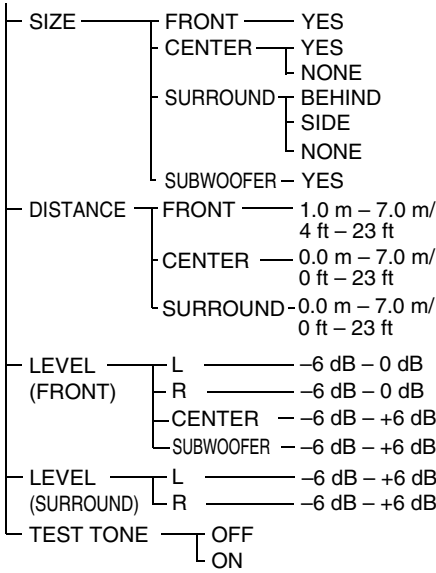 SIZE FRONT YES
CENTER YES
NONE
SURROUND BEHIND
SIDE
NONE
SUBWOOFER YES
DISTANCE FRONT 1.0 m – 7.0 m/
4 ft – 23 ft
CENTER 0.0 m – 7.0 m/
0 ft – 23 ft
SURROUND 0.0 m – 7.0 m/
0 ft – 23 ft
LEVEL L –6 dB – 0 dB
(FRONT) R –6 dB – 0 dB
CENTER –6 dB – +6 dB
SUBWOOFER –6 dB – +6 dB
LEVEL L –6 dB – +6 dB
(SURROUND) R –6 dB – +6 dB
TEST TONE OFF
ON